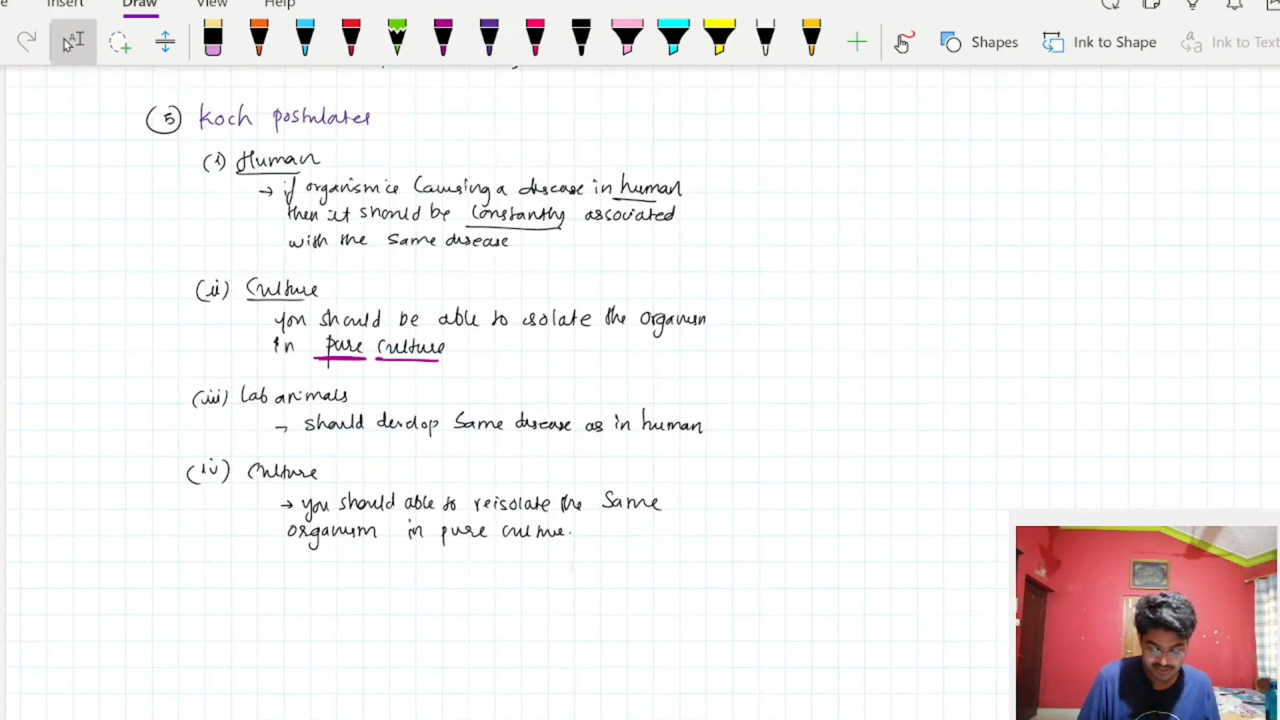 Insert Draw View Help
Shapes Ink to Shape Ink to Text
(5) Koch postulates
(i) Human
→ if organism is causing a disease in human
then it should be constantly associated
with the same disease
(ii) Culture
you should be able to isolate the organism
in pure culture
(iii) Lab animals
→ should develop same disease as in human
(iv) Culture
→ you should able to reisolate the same
organism in pure culture.